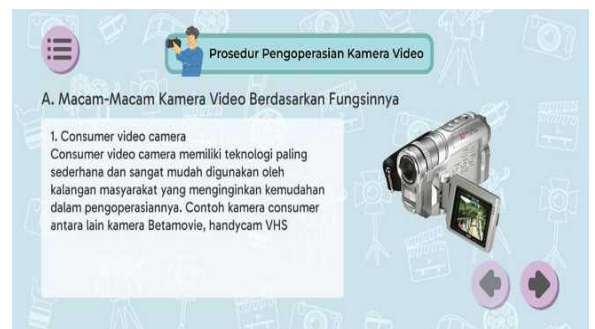 Prosedur Pengoperasian Kamera Video
A. Macam-Macam Kamera Video Berdasarkan Fungsinnya
1. Consumer video camera
Consumer video camera memiliki teknologi paling
sederhana dan sangat mudah digunakan oleh
kalangan masyarakat yang menginginkan kemudahan
dalam pengoperasiannya. Contoh kamera consumer
antara lain kamera Betamovie, handycam VHS